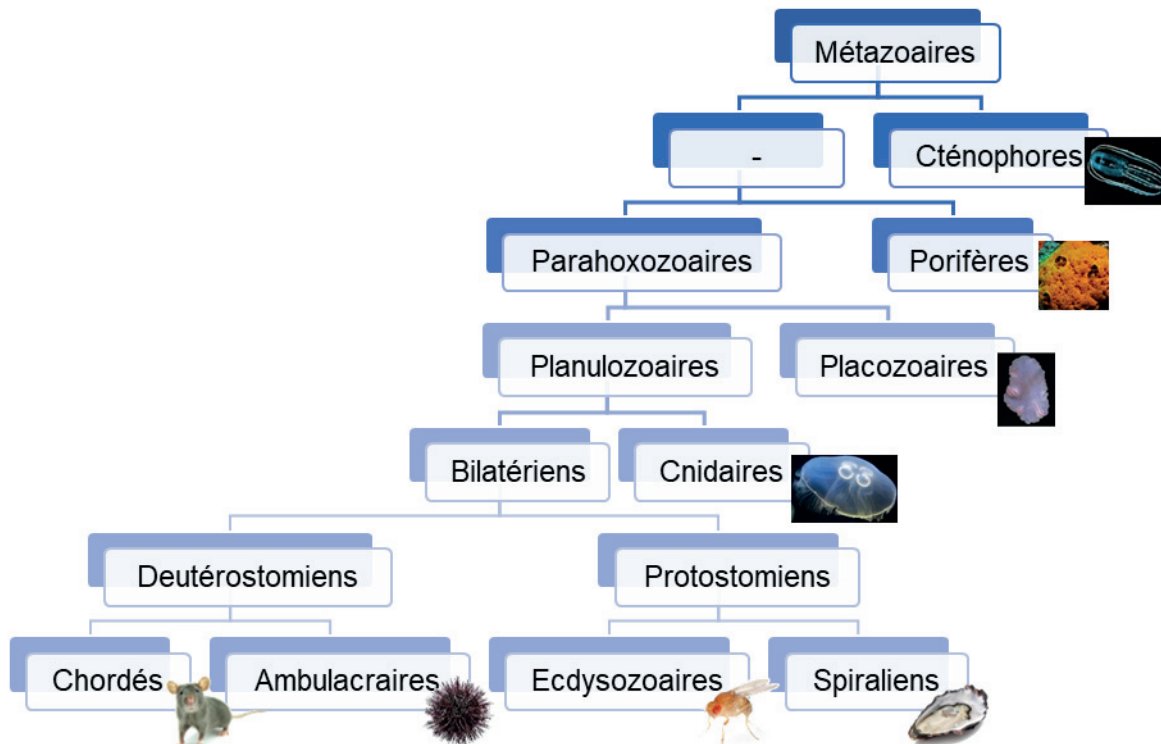 Métazoaires
-
Cténophores
Parahoxozoaires
Porifères
Planulozoaires
Placozoaires
Bilatériens
Cnidaires
Deutérostomiens
Protostomiens
Chordés
Ambulacraires
Ecdysozoaires
Spiraliens